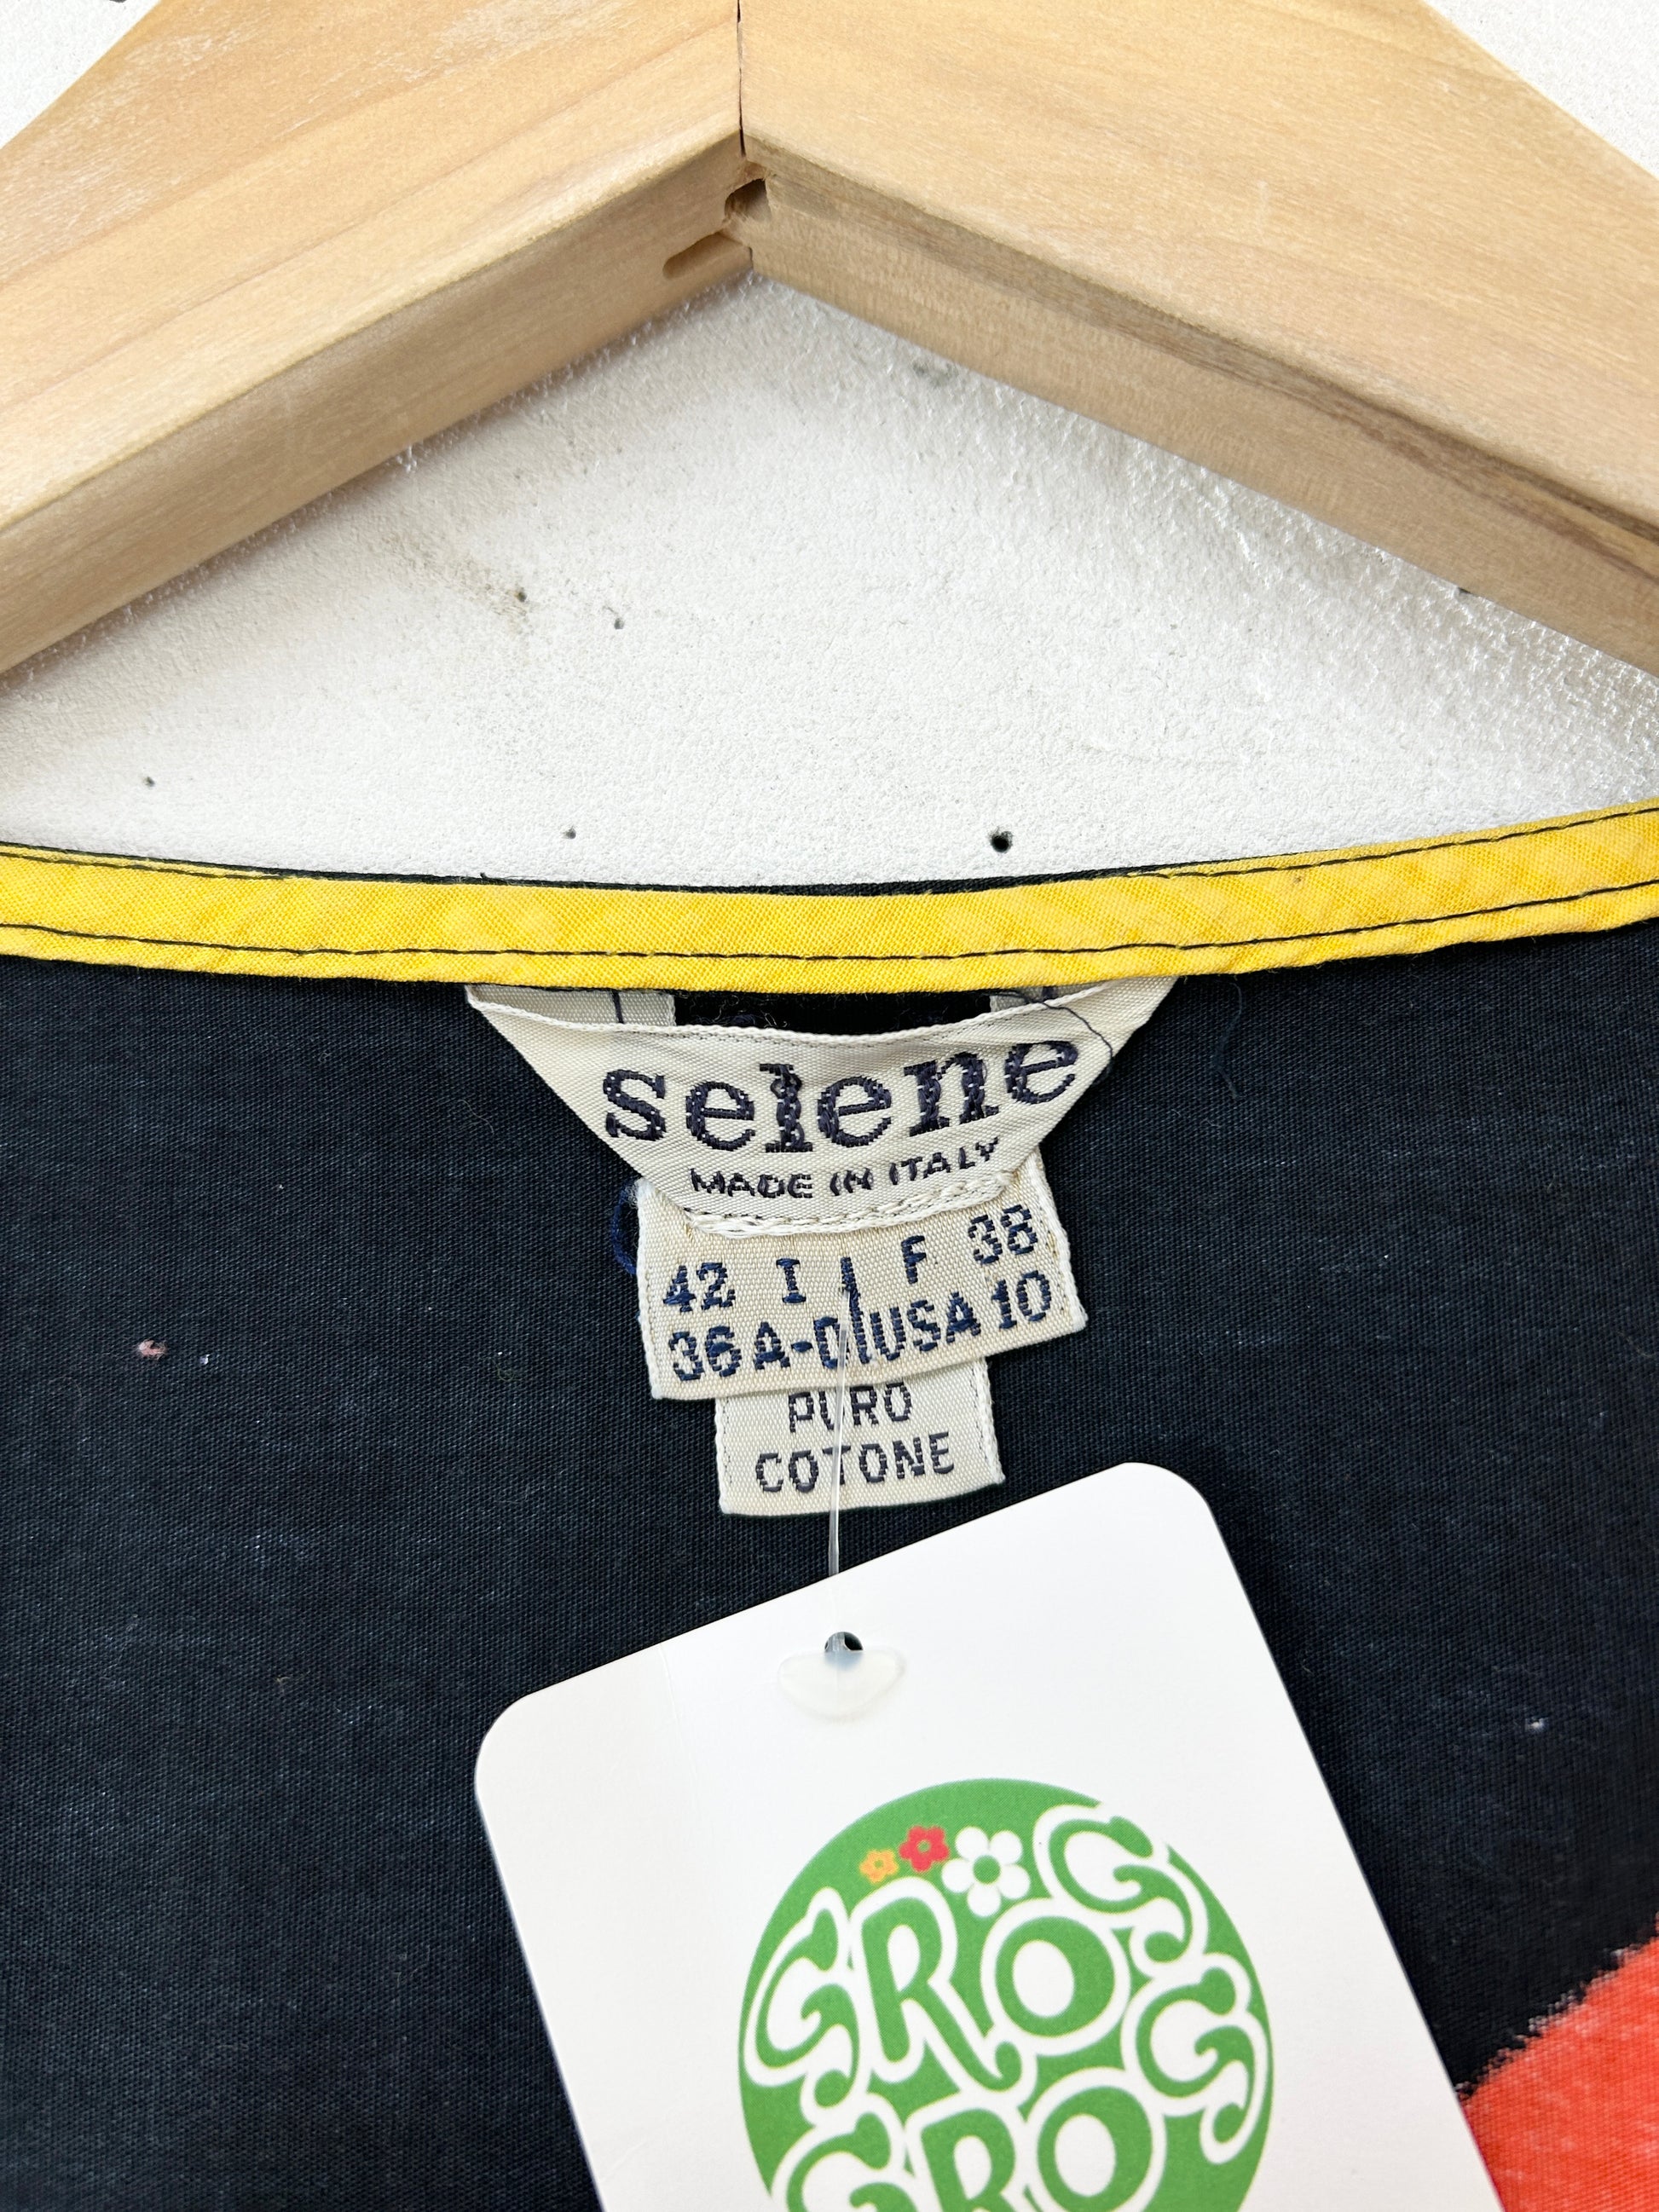 selene
MADE IN ITALY
42 I | F 38
36 A-D|USA 10
PURO
COTONE
GROG
GROG